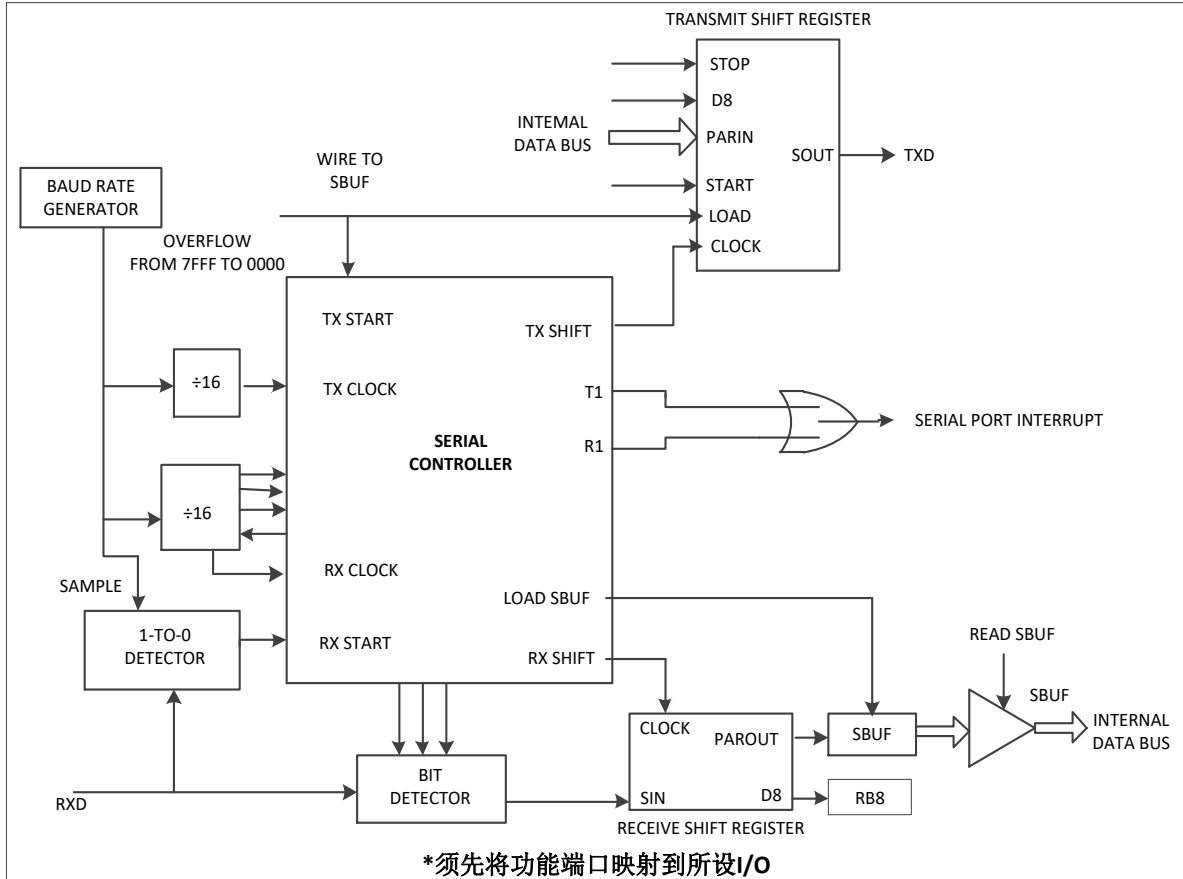 TRANSMIT SHIFT REGISTER
STOP
D8
INTEMAL
DATA BUS
PARIN
SOUT
TXD
WIRE TO
SBUF
START
BAUD RATE
GENERATOR
LOAD
OVERFLOW
FROM 7FFF TO 0000
CLOCK
TX START
TX SHIFT
÷16
TX CLOCK
T1
SERIAL PORT INTERRUPT
SERIAL
CONTROLLER
R1
÷16
RX CLOCK
SAMPLE
LOAD SBUF
1-TO-0
DETECTOR
RX START
RX SHIFT
READ SBUF
SBUF
CLOCK
PAROUT
SBUF
INTERNAL
DATA BUS
BIT
DETECTOR
RXD
SIN
D8
RB8
RECEIVE SHIFT REGISTER
*须先将功能端口映射到所设I/O